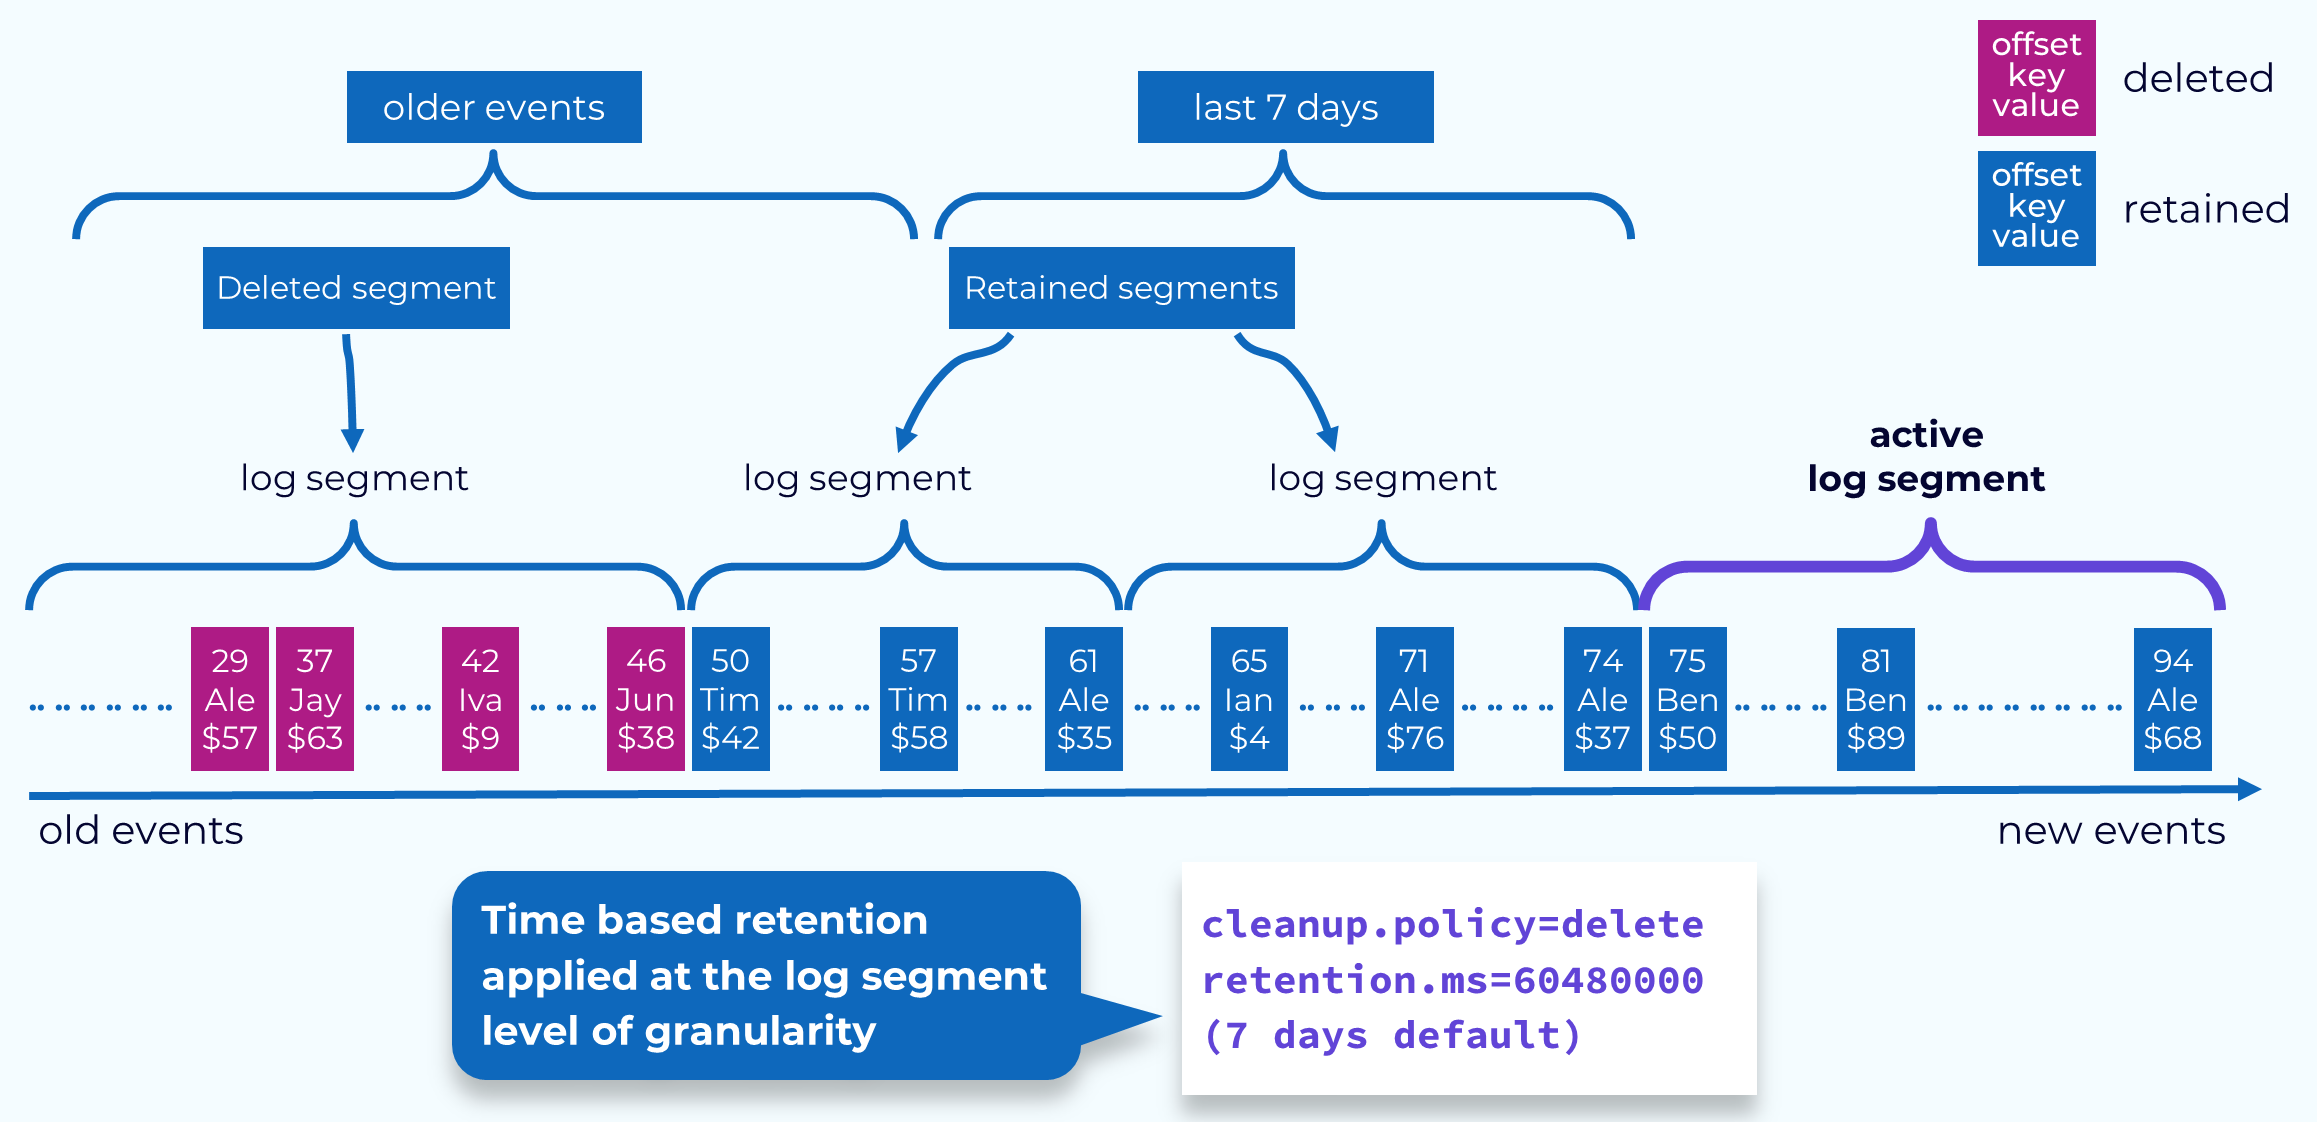 older events
last 7 days
offset
key
value
deleted
offset
key
value
retained
Deleted segment
Retained segments
log segment
log segment
log segment
active
log segment
29
Ale
$57
37
Jay
$63
42
Iva
$9
46
Jun
$38
50
Tim
$42
57
Tim
$58
61
Ale
$35
65
Ian
$4
71
Ale
$76
74
Ale
$37
75
Ben
$50
81
Ben
$89
94
Ale
$68
old events
new events
Time based retention
applied at the log segment
level of granularity
cleanup.policy=delete
retention.ms=60480000
(7 days default)